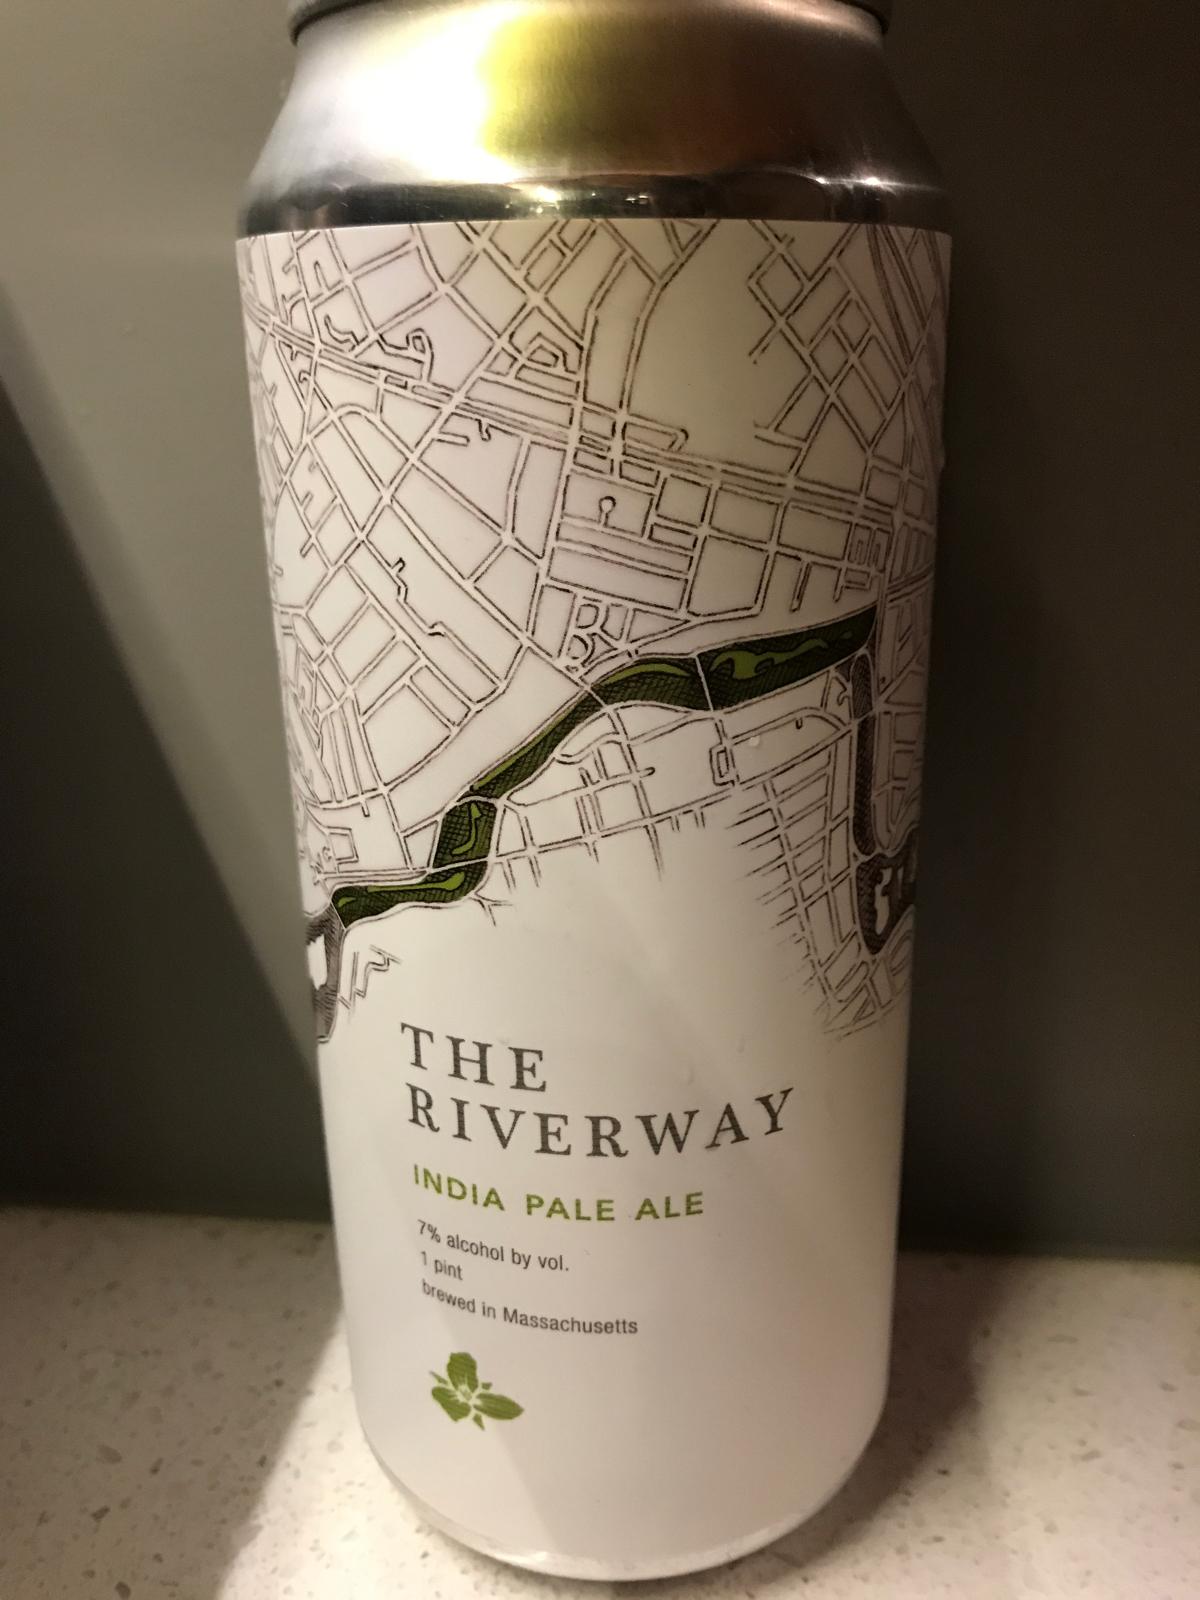 THE
RIVERWAY
INDIA PALE ALE
7% alcohol by vol.
1 pint
brewed in Massachusetts